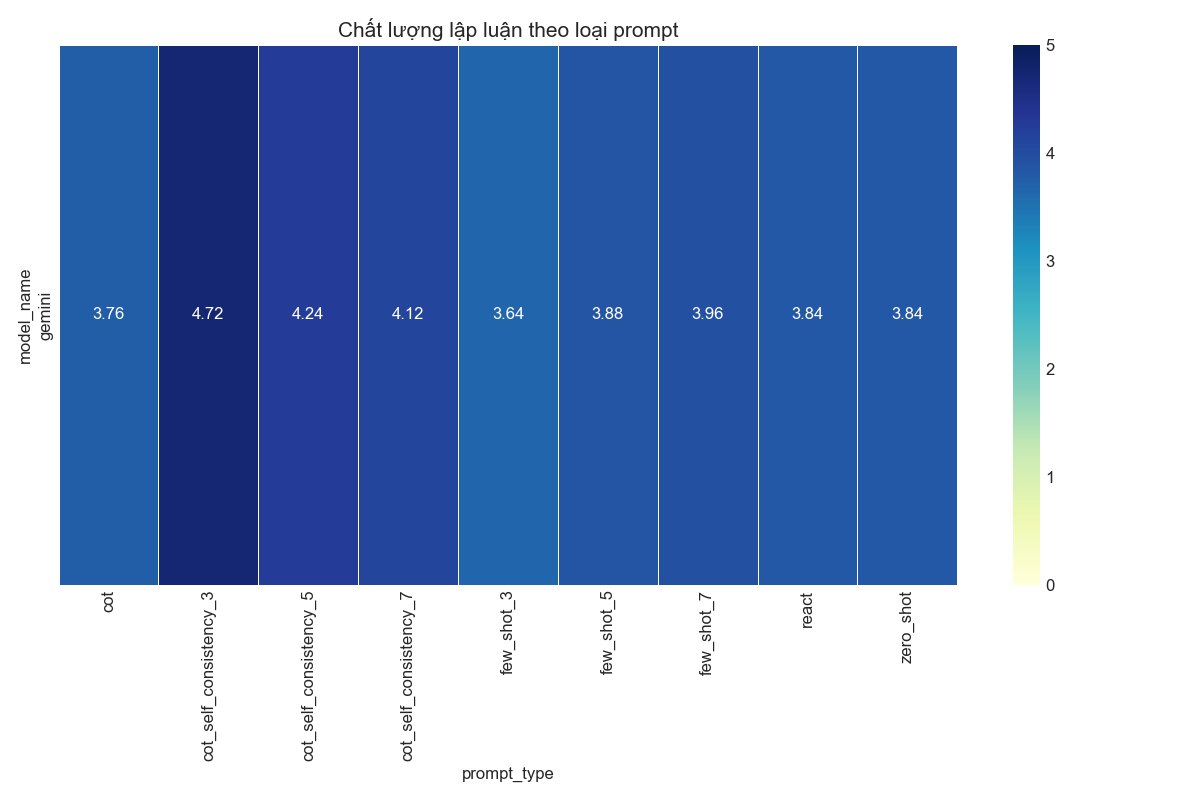 Chất lượng lập luận theo loại prompt
model_name
gemini
3.76 4.72 4.24 4.12 3.64 3.88 3.96 3.84 3.84
cot
cot_self_consistency_3
cot_self_consistency_5
cot_self_consistency_7
few_shot_3
few_shot_5
few_shot_7
react
zero_shot
prompt_type
5
4
3
2
1
0